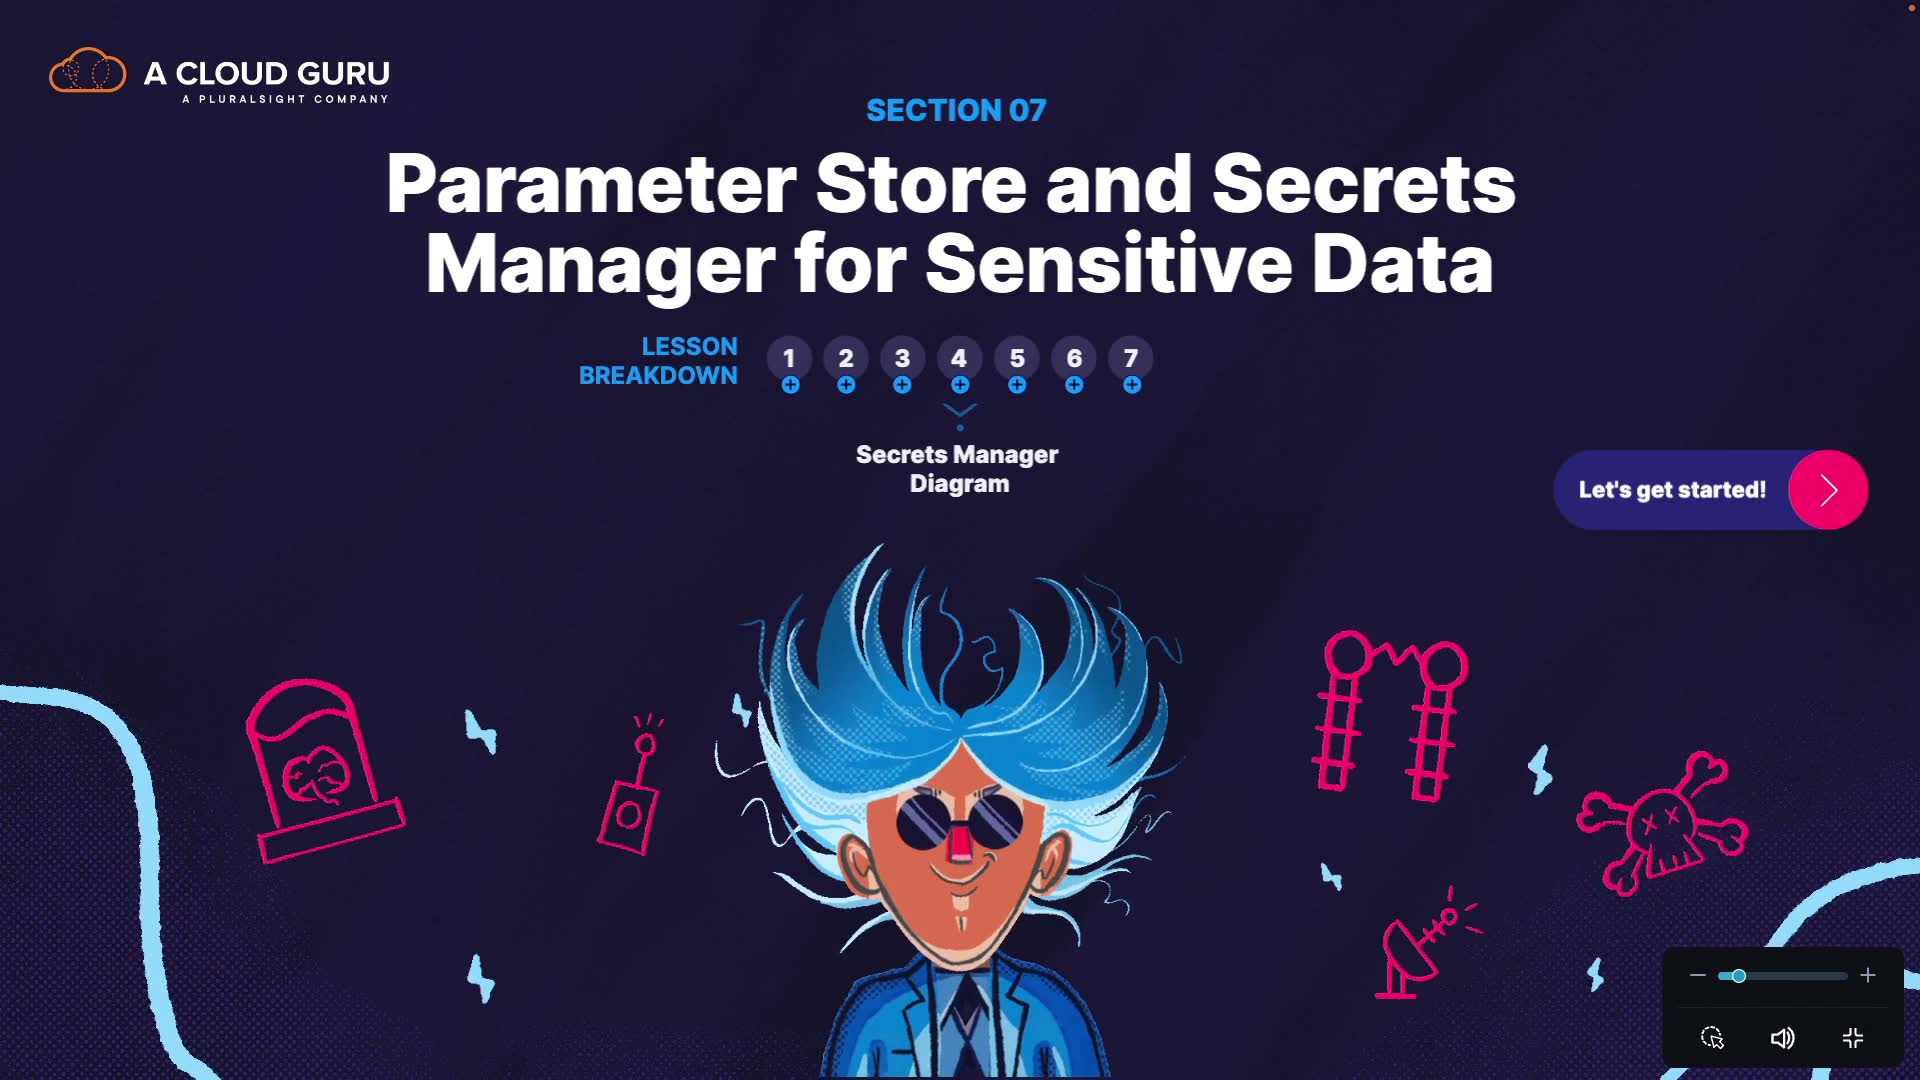 A CLOUD GURU
A PLURALSIGHT COMPANY
SECTION 07
Parameter Store and Secrets
Manager for Sensitive Data
LESSON
BREAKDOWN
1 2 3 4 5 6 7
Secrets Manager
Diagram
Let's get started!